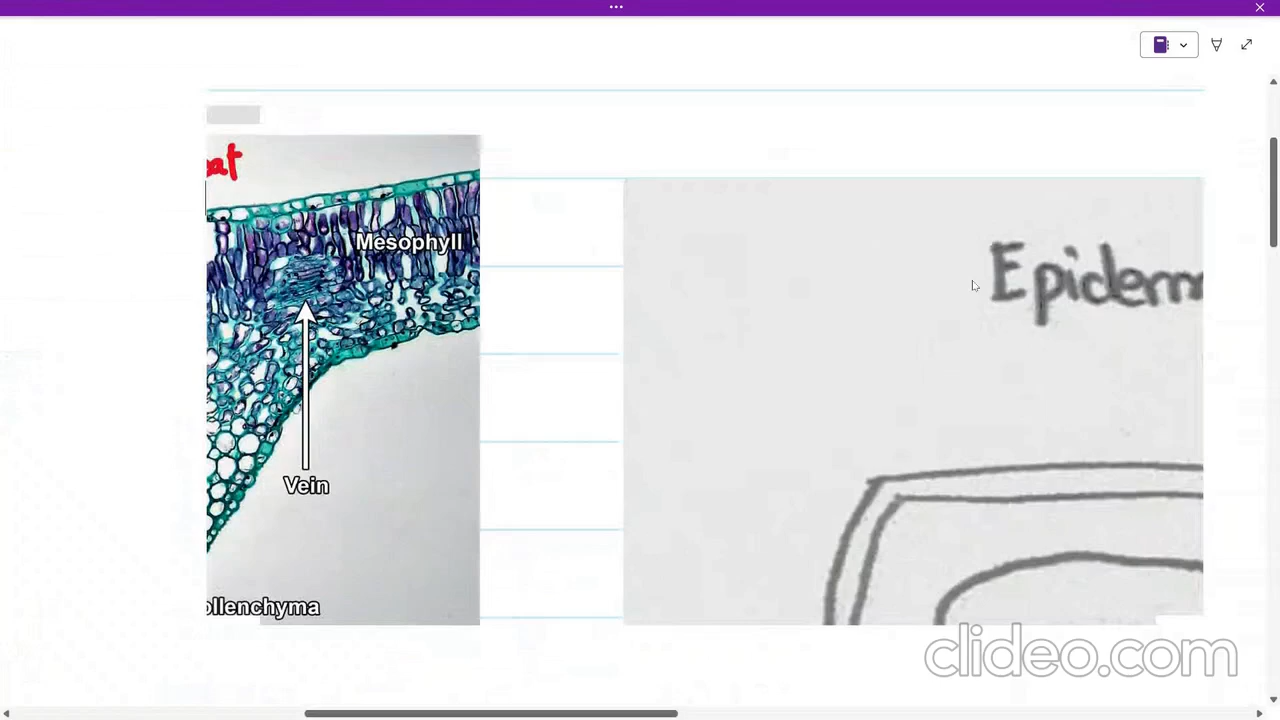 at
Mesophyll
Vein
ollenchyma
Epiderm
clideo.com